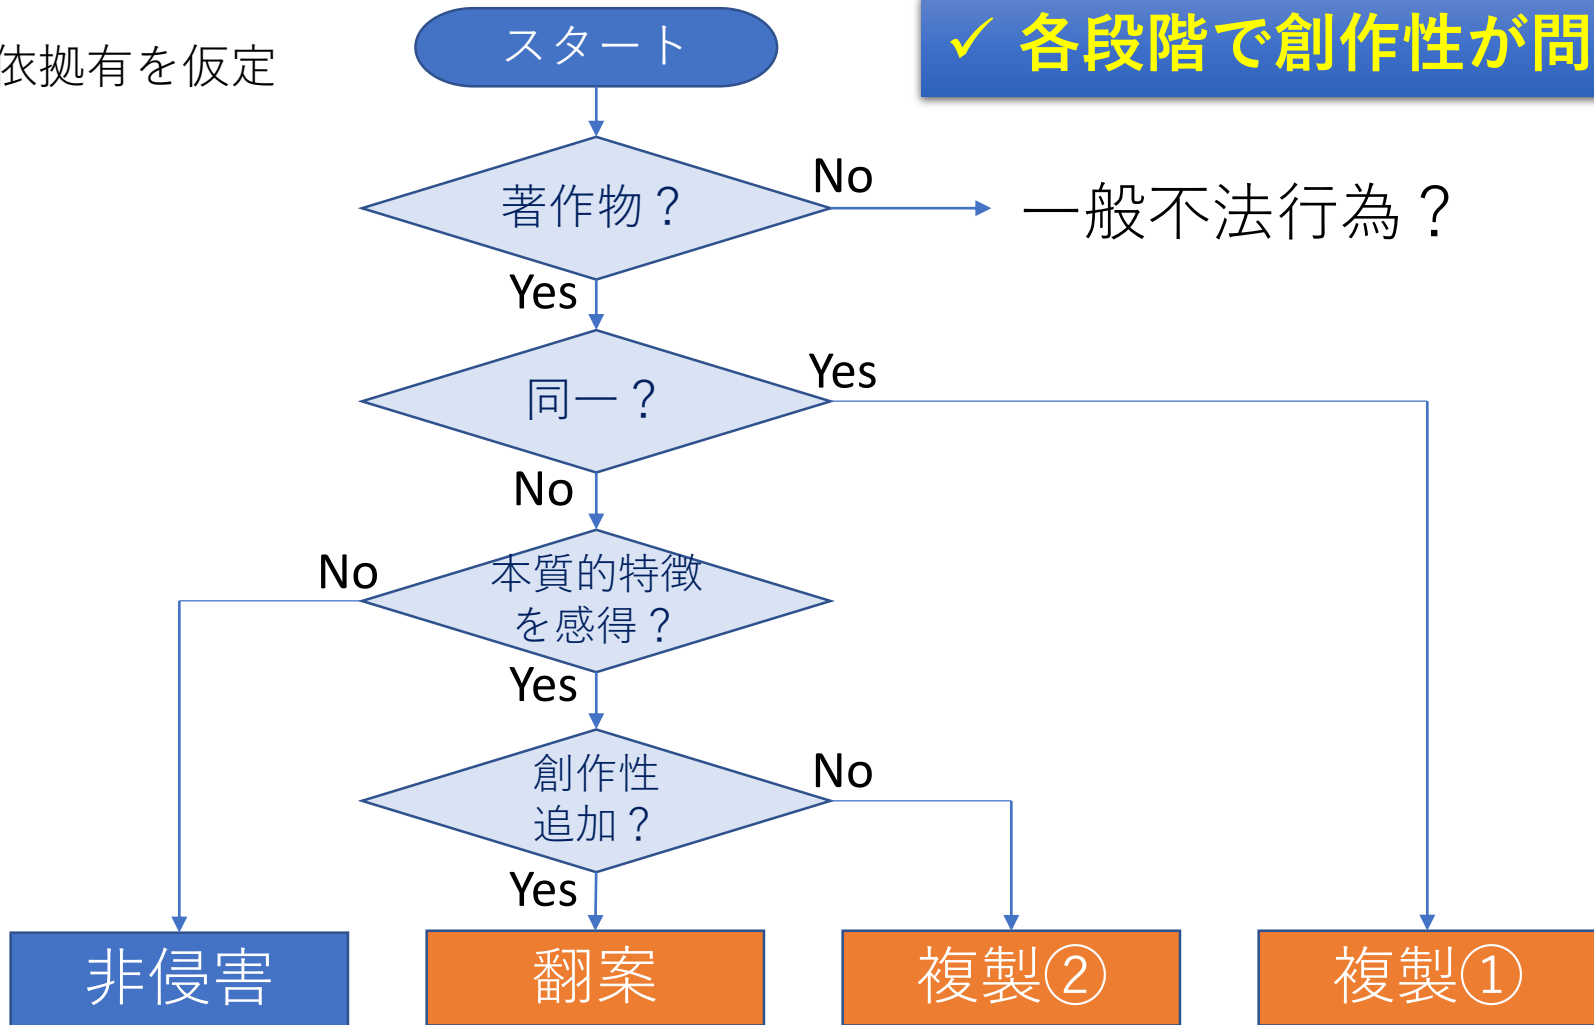 依拠有を仮定
スタート
✓ 各段階で創作性が問
著作物？
No
一般不法行為？
Yes
同一？
Yes
No
本質的特徴
を感得？
No
Yes
創作性
追加？
No
Yes
非侵害
翻案
複製②
複製①